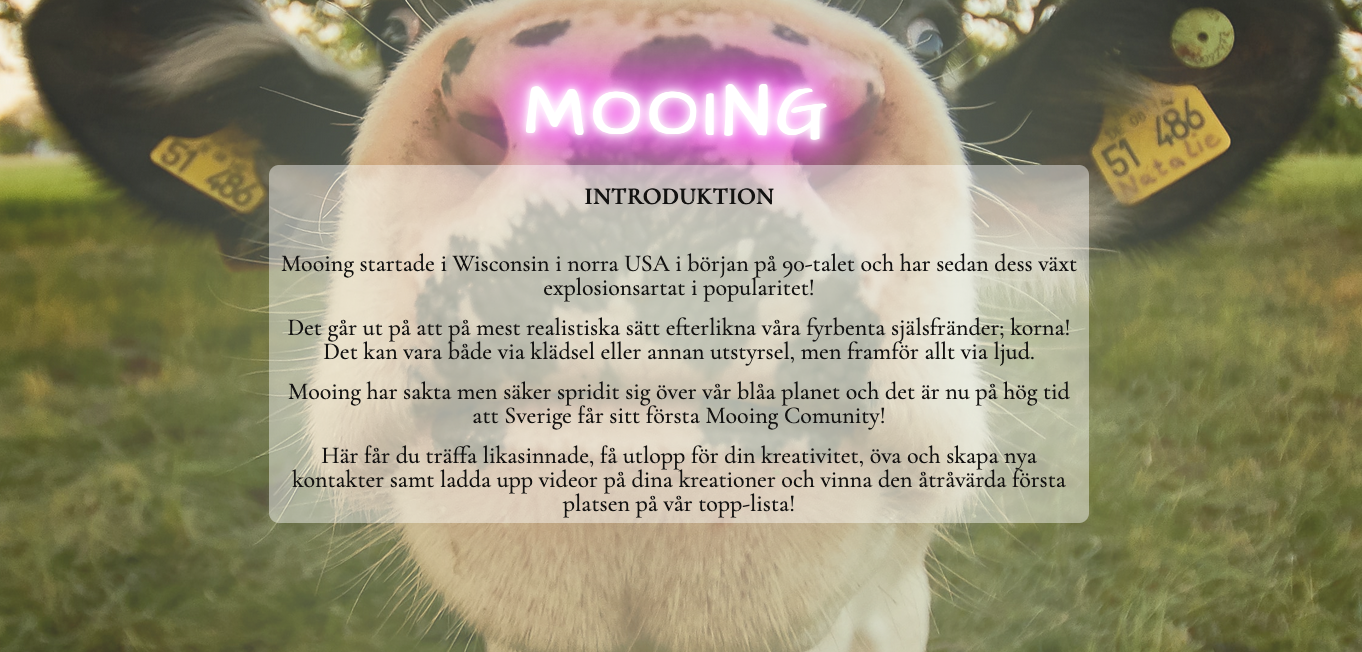 MOOING
51 486
51 486
Natalie
INTRODUKTION
Mooing startade i Wisconsin i norra USA i början på 90-talet och har sedan dess växt
explosionsartat i popularitet!
Det går ut på att på mest realistiska sätt efterlikna våra fyrbenta själsfränder; korna!
Det kan vara både via klädsel eller annan utstyrsel, men framför allt via ljud.
Mooing har sakta men säker spridit sig över vår blåa planet och det är nu på hög tid
att Sverige får sitt första Mooing Comunity!
Här får du träffa likasinnade, få utlopp för din kreativitet, öva och skapa nya
kontakter samt ladda upp videor på dina kreationer och vinna den åtråvärda första
platsen på vår topp-lista!